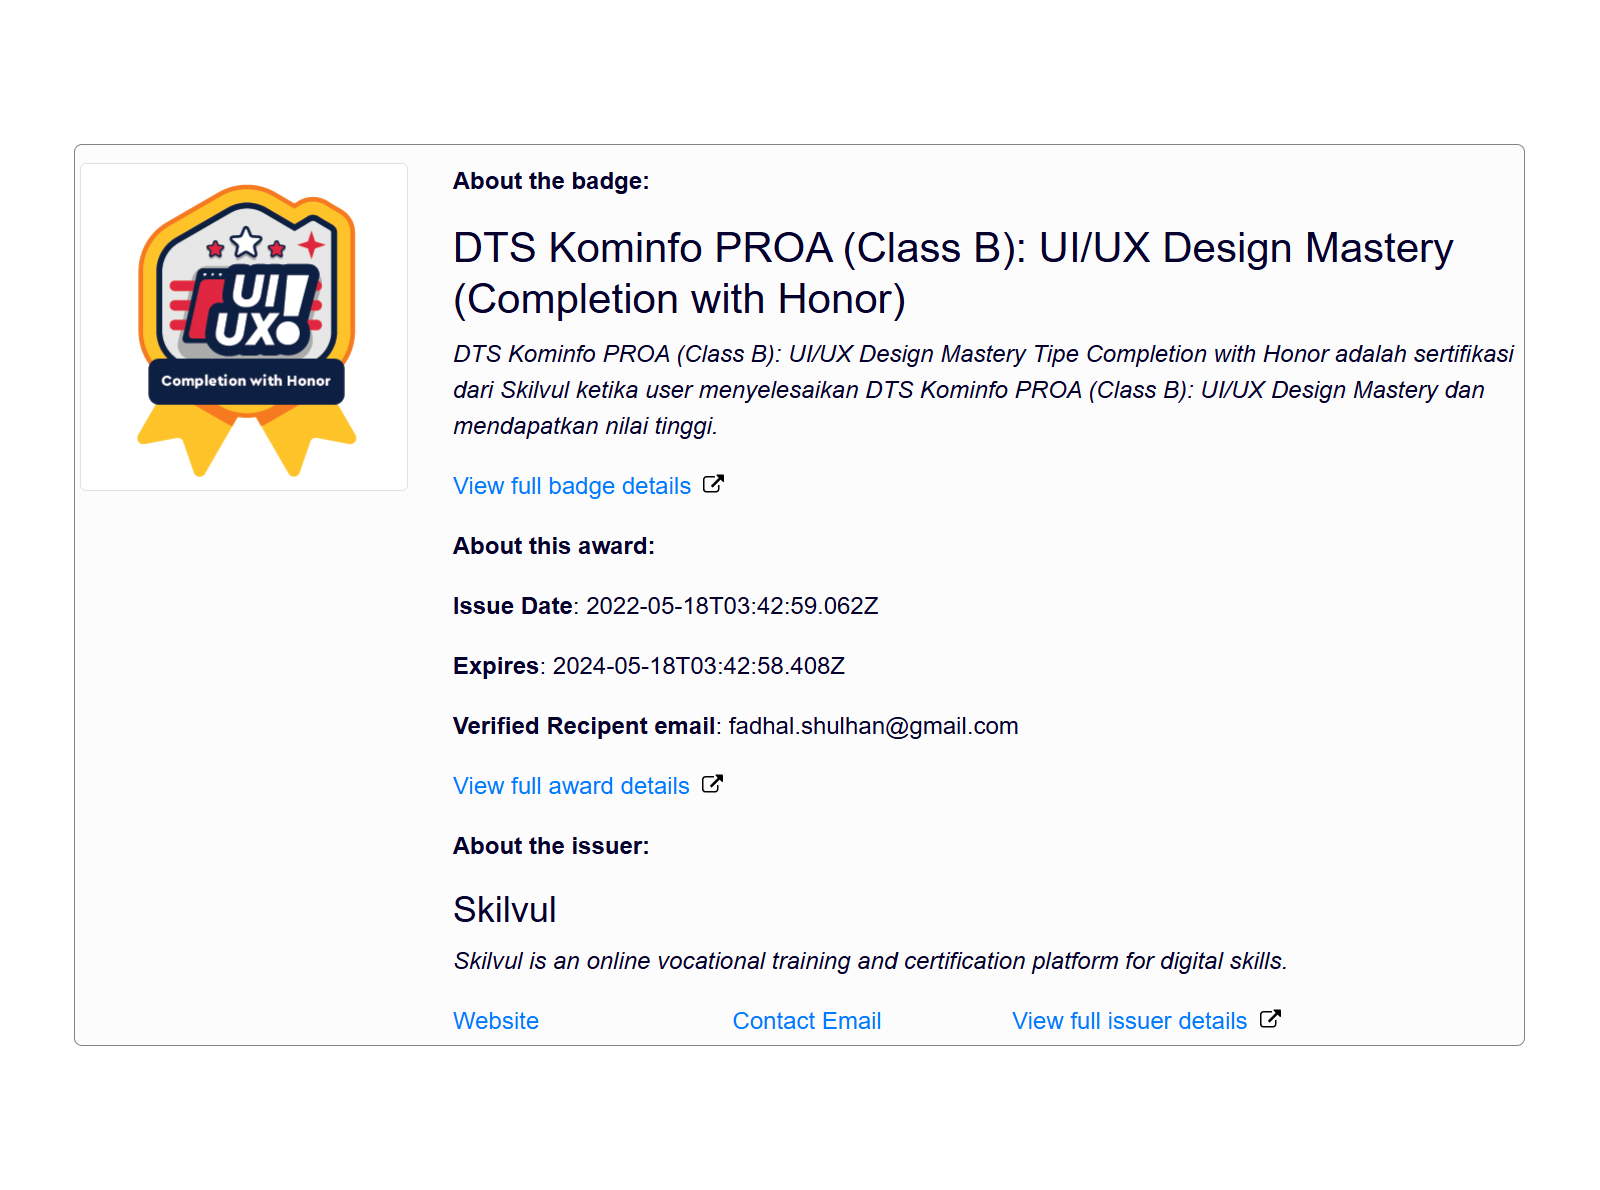 UI
UX!
Completion with Honor
About the badge:
DTS Kominfo PROA (Class B): UI/UX Design Mastery
(Completion with Honor)
DTS Kominfo PROA (Class B): UI/UX Design Mastery Tipe Completion with Honor adalah sertifikasi
dari Skilvul ketika user menyelesaikan DTS Kominfo PROA (Class B): UI/UX Design Mastery dan
mendapatkan nilai tinggi.
View full badge details
About this award:
Issue Date: 2022-05-18T03:42:59.062Z
Expires: 2024-05-18T03:42:58.408Z
Verified Recipent email: fadhal.shulhan@gmail.com
View full award details
About the issuer:
Skilvul
Skilvul is an online vocational training and certification platform for digital skills.
Website Contact Email View full issuer details